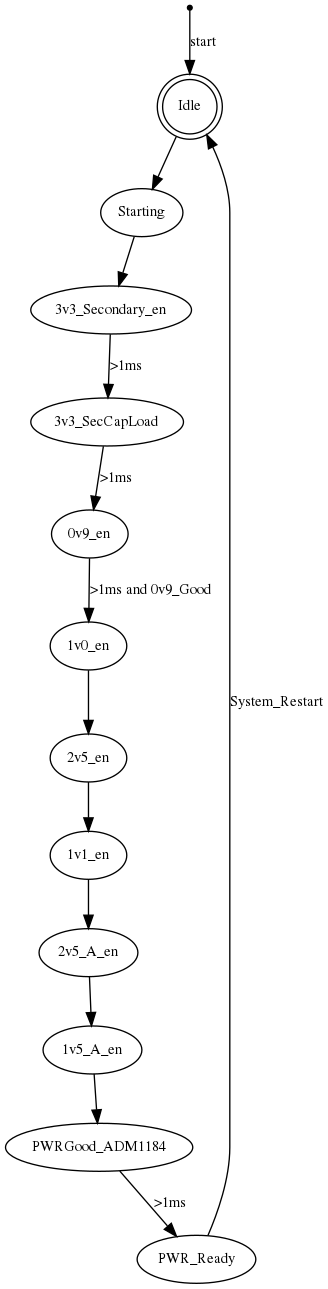 start
Idle
Starting
3v3_Secondary_en
>1ms
3v3_SecCapLoad
>1ms
0v9_en
>1ms and 0v9_Good
1v0_en
System_Restart
2v5_en
1v1_en
2v5_A_en
1v5_A_en
PWRGood_ADM1184
>1ms
PWR_Ready